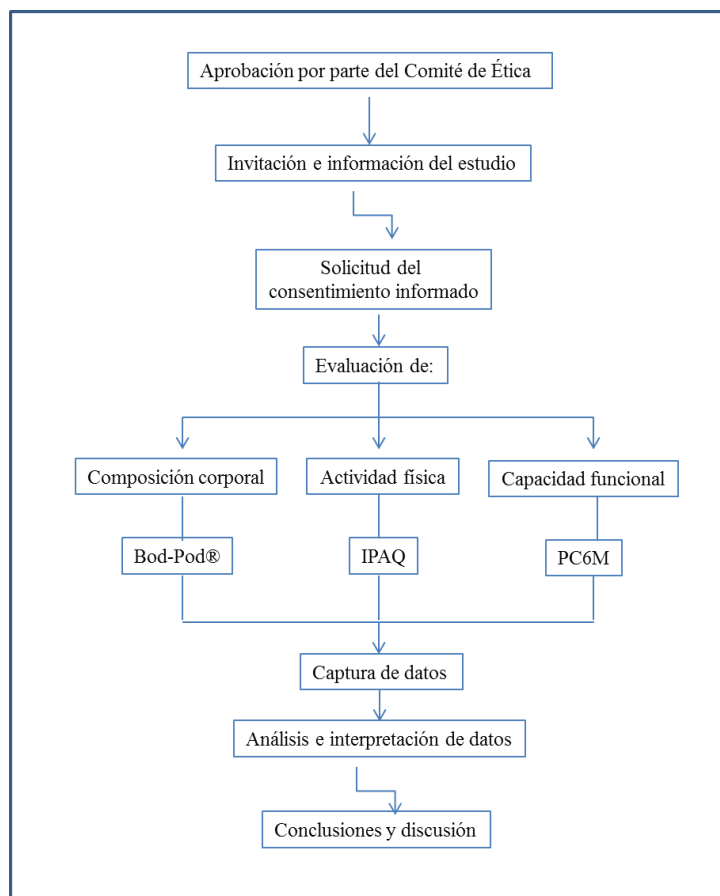 Aprobación por parte del Comité de Ética
Invitación e información del estudio
Solicitud del
consentimiento informado
Evaluación de:
Composición corporal
Actividad física
Capacidad funcional
Bod-Pod®
IPAQ
PC6M
Captura de datos
Análisis e interpretación de datos
Conclusiones y discusión